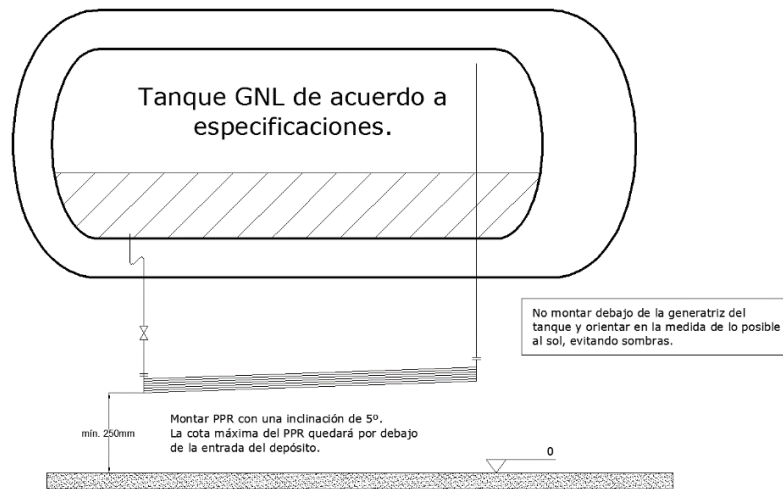 Tanque GNL de acuerdo a
especificaciones.
No montar debajo de la generatriz del
tanque y orientar en la medida de lo posible
al sol, evitando sombras.
mín. 250mm
Montar PPR con una inclinación de 5º.
La cota máxima del PPR quedará por debajo
de la entrada del depósito.
0